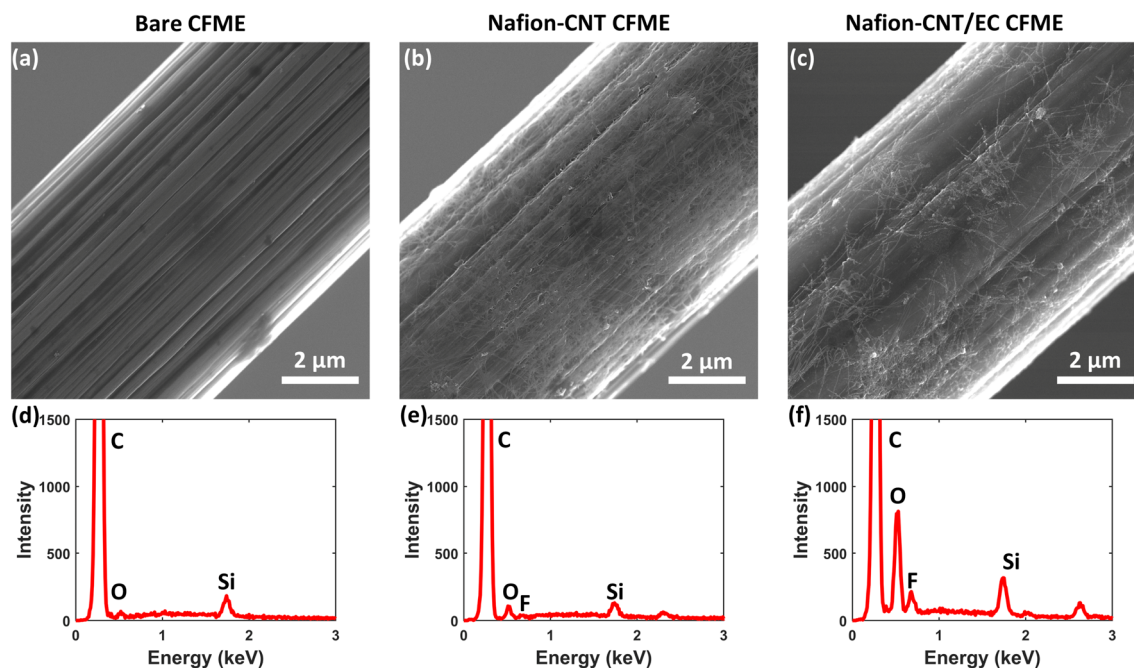 Bare CFME
Nafion-CNT CFME
Nafion-CNT/EC CFME
(a)
(b)
(c)
2 µm
2 µm
2 µm
(d)
(e)
(f)
1500
1000
500
0
Intensity
C
O
Si
0
1
2
3
Energy (keV)
1500
1000
500
0
Intensity
C
O
F
Si
0
1
2
3
Energy (keV)
1500
1000
500
0
Intensity
C
O
F
Si
0
1
2
3
Energy (keV)